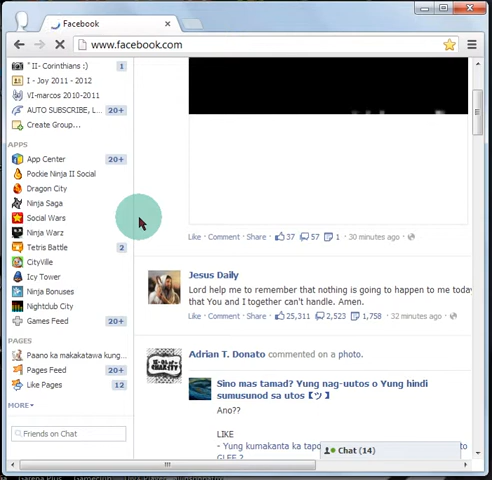 Facebook
www.facebook.com
" II- Corinthians :) 1
I - Joy 2011 - 2012
VI-marcos 2010-2011
AUTO SUBSCRIBE, L... 20+
Create Group...
APPS
App Center 20+
Pockie Ninja II Social
Dragon City
Ninja Saga
Social Wars
Ninja Warz
Tetris Battle 2
CityVille
Icy Tower
Ninja Bonuses
Nightclub City
Games Feed 20+
PAGES
Paano ka makakatawa kung...
Pages Feed 20+
Like Pages 12
MORE
Friends on Chat
Like · Comment · Share · 37 57 1 · 30 minutes ago ·
Jesus Daily
Lord help me to remember that nothing is going to happen to me today
that You and I together can't handle. Amen.
Like · Comment · Share · 25,311 2,523 1,758 · 32 minutes ago ·
Adrian T. Donato commented on a photo.
Sino mas tamad? Yung nag-uutos o Yung hindi
sumusunod sa utos【ツ】
Ano??
LIKE
- Yung kumakanta ka
GLEE ?
Chat (14)